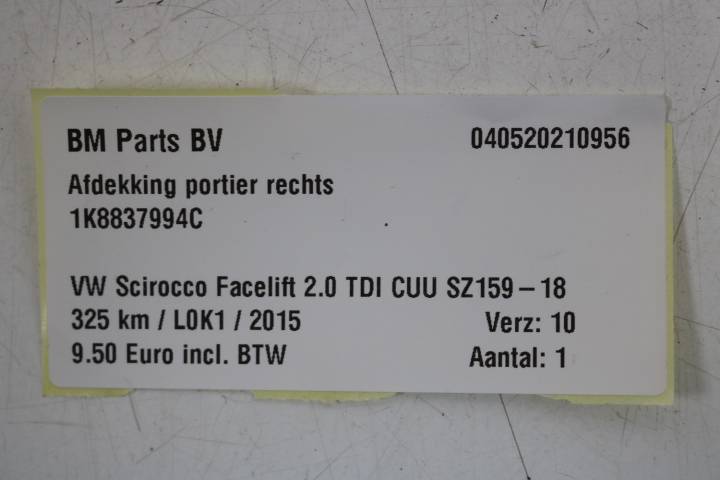 BM Parts BV 040520210956
Afdekking portier rechts
1K8837994C
VW Scirocco Facelift 2.0 TDI CUU SZ159-18
325 km / L0K1 / 2015 Verz: 10
9.50 Euro incl. BTW Aantal: 1